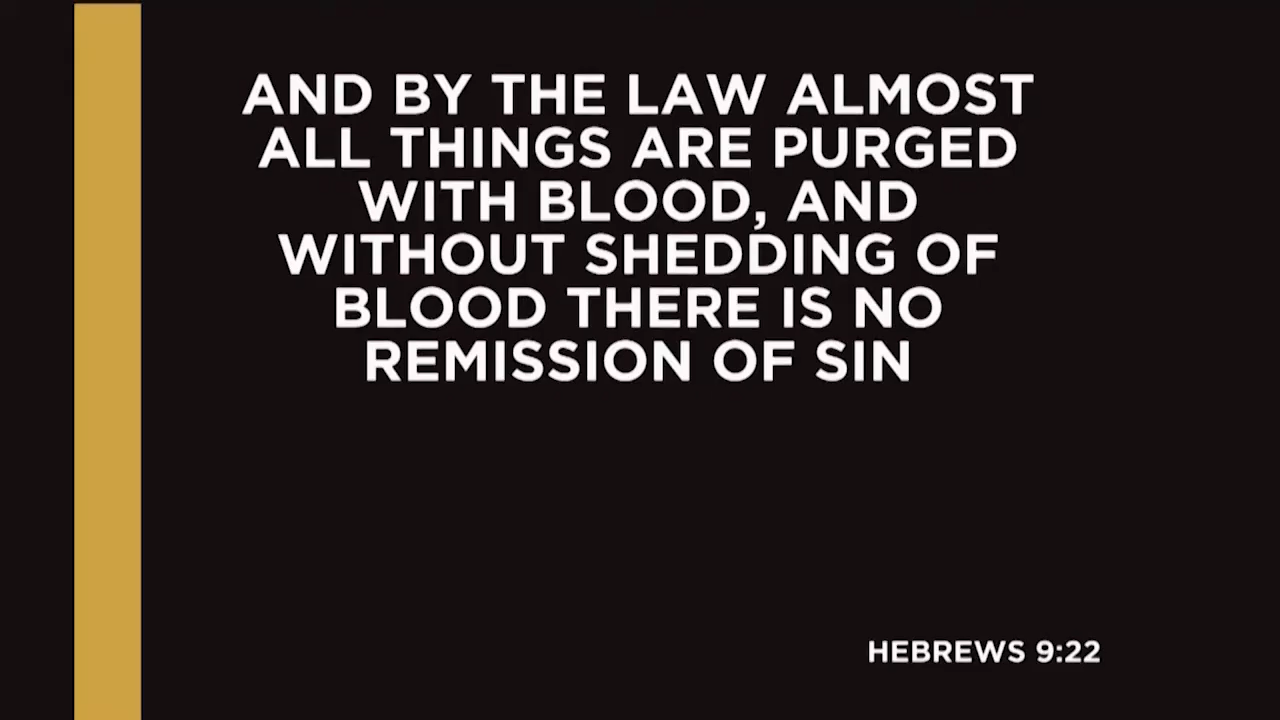 AND BY THE LAW ALMOST
ALL THINGS ARE PURGED
WITH BLOOD, AND
WITHOUT SHEDDING OF
BLOOD THERE IS NO
REMISSION OF SIN
HEBREWS 9:22